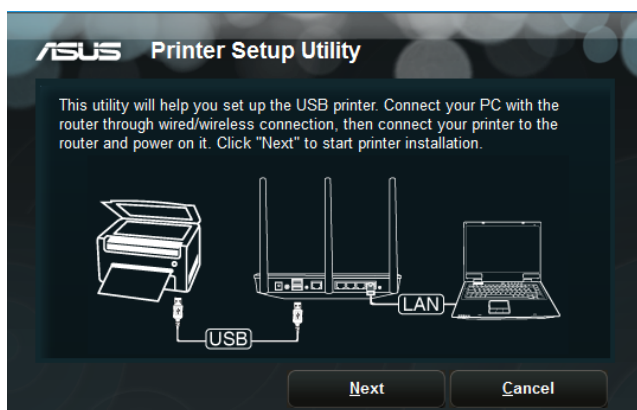 ASUS Printer Setup Utility
This utility will help you set up the USB printer. Connect your PC with the
router through wired/wireless connection, then connect your printer to the
router and power on it. Click "Next" to start printer installation.
LAN
USB
Next
Cancel